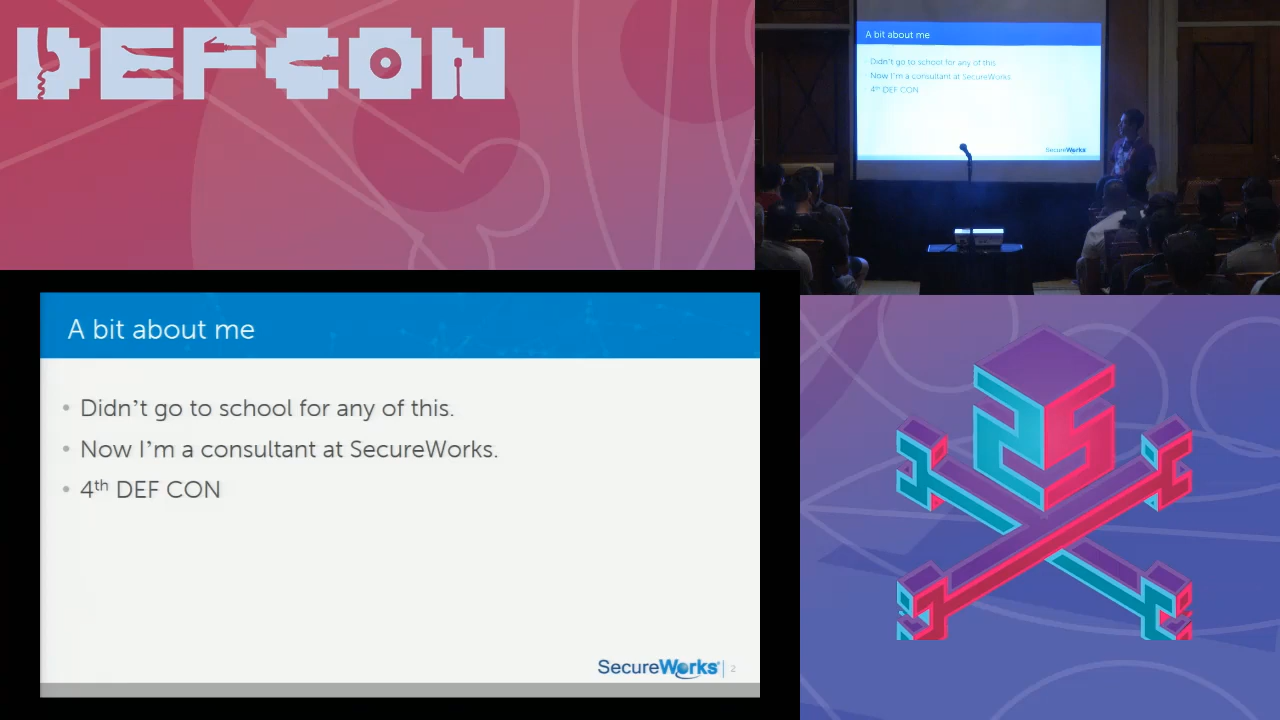 DEFCON
A bit about me
Didn't go to school for any of this.
Now I'm a consultant at SecureWorks
4th DEF CON
SecureWorks
A bit about me
• Didn't go to school for any of this.
• Now I'm a consultant at SecureWorks.
• 4th DEF CON
SecureWorks 2
25